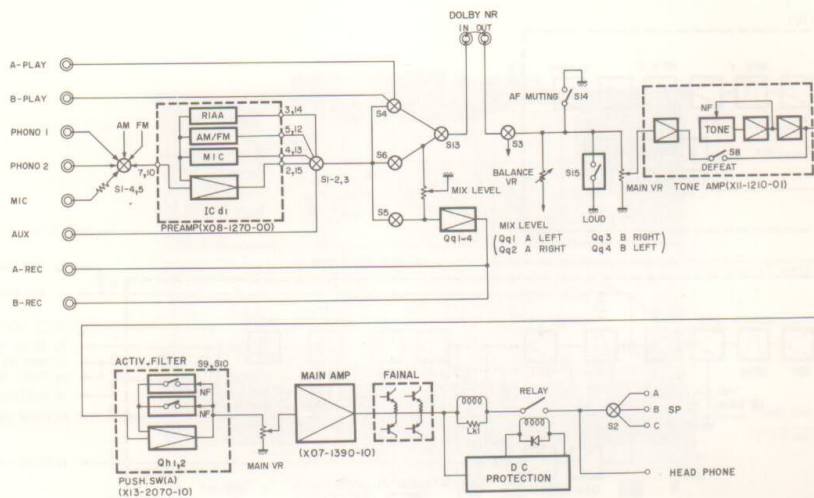 DOLBY NR
IN OUT
A-PLAY
B-PLAY
PHONO 1
PHONO 2
MIC
AUX
A-REC
B-REC
AM FM
S1-4,5
7,10
RIAA
AM/FM
MIC
IC d1
PREAMP(X08-1270-00)
3,14
5,12
4,13
2,15
S1-2,3
S4
S6
S5
S13
MIX LEVEL
Qq1~4
S3
BALANCE
VR
MIX LEVEL
(Qq1 A LEFT Qq3 B RIGHT)
(Qq2 A RIGHT Qq4 B LEFT)
AF MUTING
S14
S15
LOUD
MAIN VR
NF
TONE
S8
DEFEAT
TONE AMP(X11-1210-01)
ACTIV.FILTER
S9,S10
NF
NF
Qh1,2
PUSH.SW(A)
(X13-2070-10)
MAIN VR
MAIN AMP
(X07-1390-10)
FAINAL
Lk1
RELAY
DC
PROTECTION
S2
A
B SP
C
HEAD PHONE